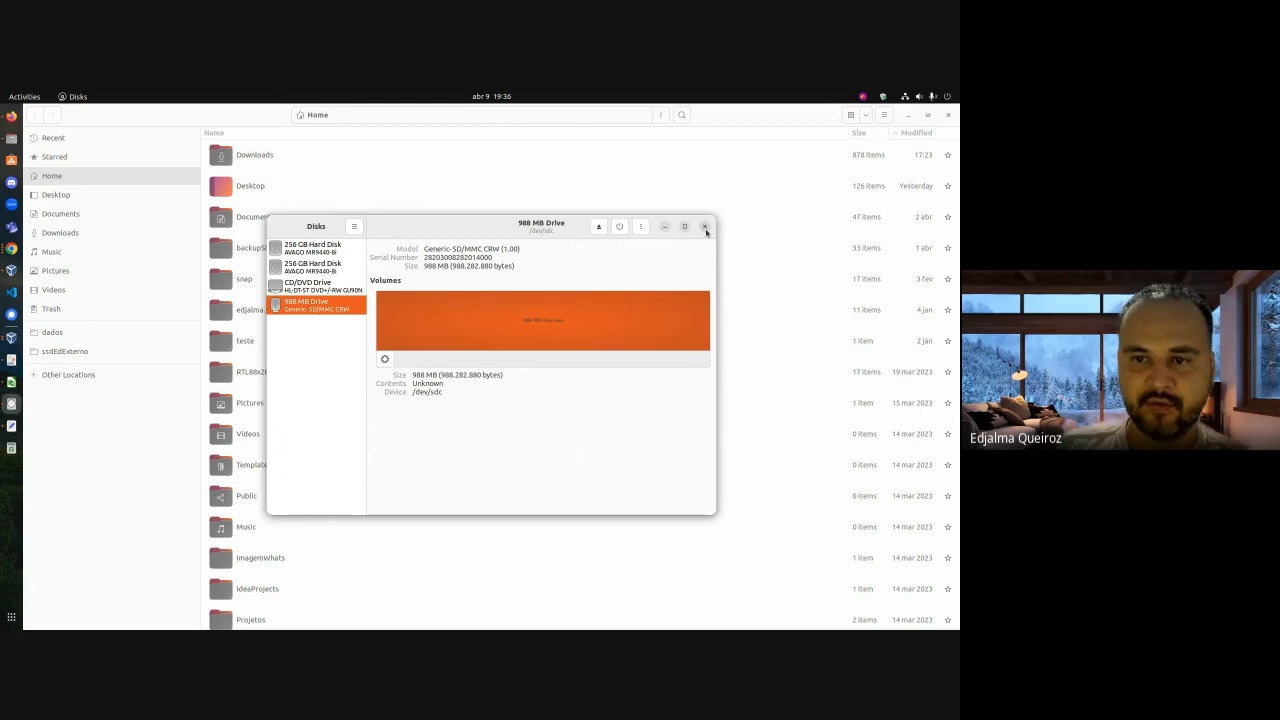 Activities
Disks
abr 9 19:36
Home
Recent
Starred
Home
Desktop
Documents
Downloads
Music
Pictures
Videos
Trash
dados
ssdEdExterno
Other Locations
Name
Size
Modified
Downloads
878 items
17:23
Desktop
126 items
Yesterday
47 items
2 abr
33 items
1 abr
snap
17 items
3 fev
edjalma.
11 items
4 jan
teste
1 item
2 jan
17 items
19 mar 2023
Pictures
1 item
15 mar 2023
Videos
0 items
14 mar 2023
0 items
14 mar 2023
Public
0 items
14 mar 2023
Music
0 items
14 mar 2023
ImagemWhats
1 item
14 mar 2023
IdeaProjects
1 item
14 mar 2023
Projetos
2 items
14 mar 2023
Disks
256 GB Hard Disk
AVAGO MR9440-8i
256 GB Hard Disk
AVAGO MR9440-8i
CD/DVD Drive
HL-DT-ST DVD+/-RW GU90N
988 MB Drive
Generic- SD/MMC CRW
988 MB Drive
/dev/sdc
Model Generic- SD/MMC CRW (1.00)
Serial Number 28203008282014000
Size 988 MB (988.282.880 bytes)
Volumes
988 MB Unknown
Size 988 MB (988.282.880 bytes)
Contents Unknown
Device /dev/sdc
Edjalma Queiroz